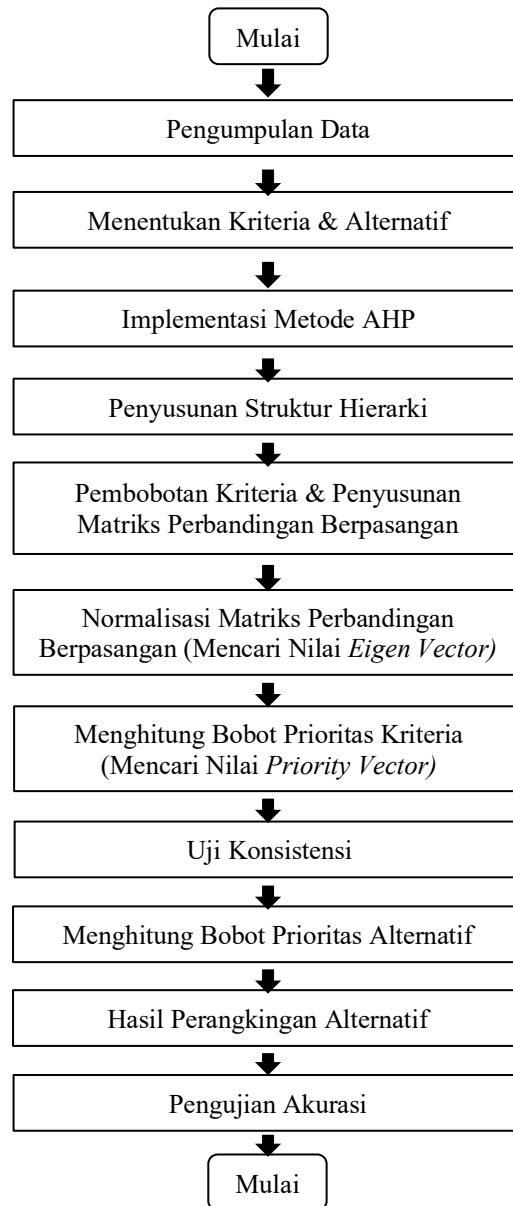 Mulai
Pengumpulan Data
Menentukan Kriteria & Alternatif
Implementasi Metode AHP
Penyusunan Struktur Hierarki
Pembobotan Kriteria & Penyusunan
Matriks Perbandingan Berpasangan
Normalisasi Matriks Perbandingan
Berpasangan (Mencari Nilai Eigen Vector)
Menghitung Bobot Prioritas Kriteria
(Mencari Nilai Priority Vector)
Uji Konsistensi
Menghitung Bobot Prioritas Alternatif
Hasil Perangkingan Alternatif
Pengujian Akurasi
Mulai